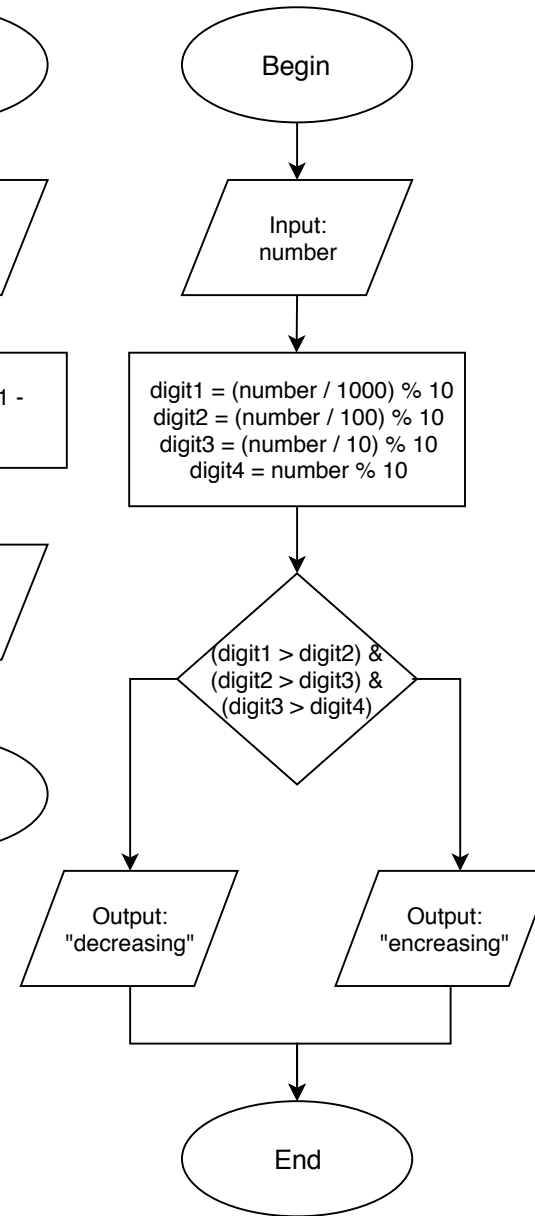 Begin
Input:
number
1 -
digit1 = (number / 1000) % 10
digit2 = (number / 100) % 10
digit3 = (number / 10) % 10
digit4 = number % 10
(digit1 > digit2) &
(digit2 > digit3) &
(digit3 > digit4)
Output:
"decreasing"
Output:
"encreasing"
End